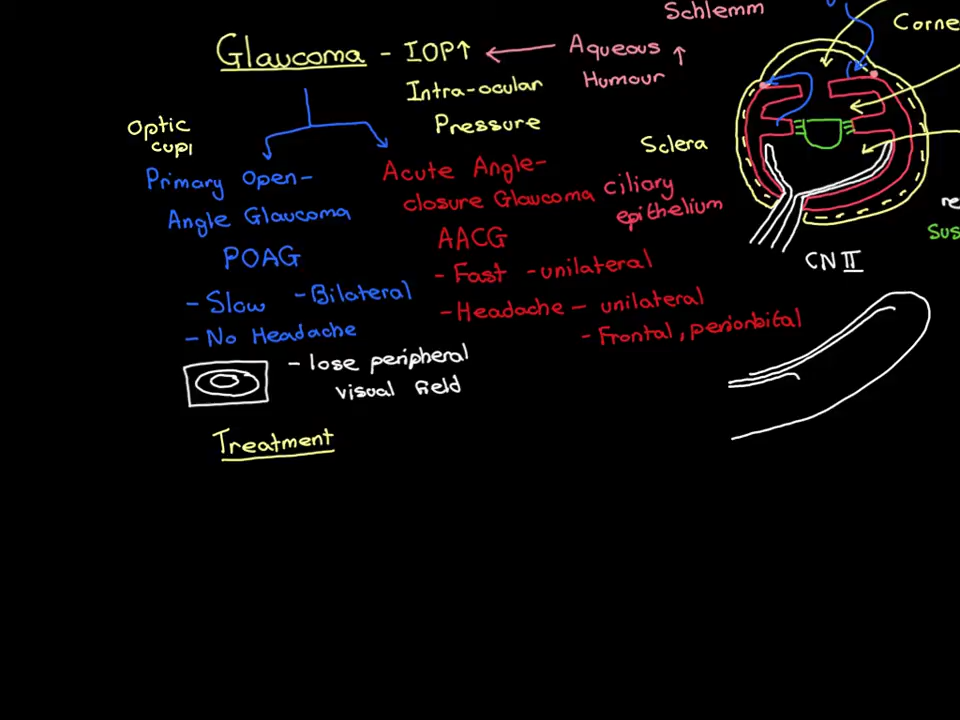 Schlemm
Glaucoma - IOP↑ ← Aqueous ↑
Humour
Intra-ocular
Pressure
Optic
cup
Sclera
Primary Open-
Angle Glaucoma
POAG
- Slow - Bilateral
- No Headache
- lose peripheral
visual field
Acute Angle-
closure Glaucoma
AACG
- Fast - unilateral
- Headache - unilateral
- Frontal, periorbital
ciliary
epithelium
CN II
Treatment